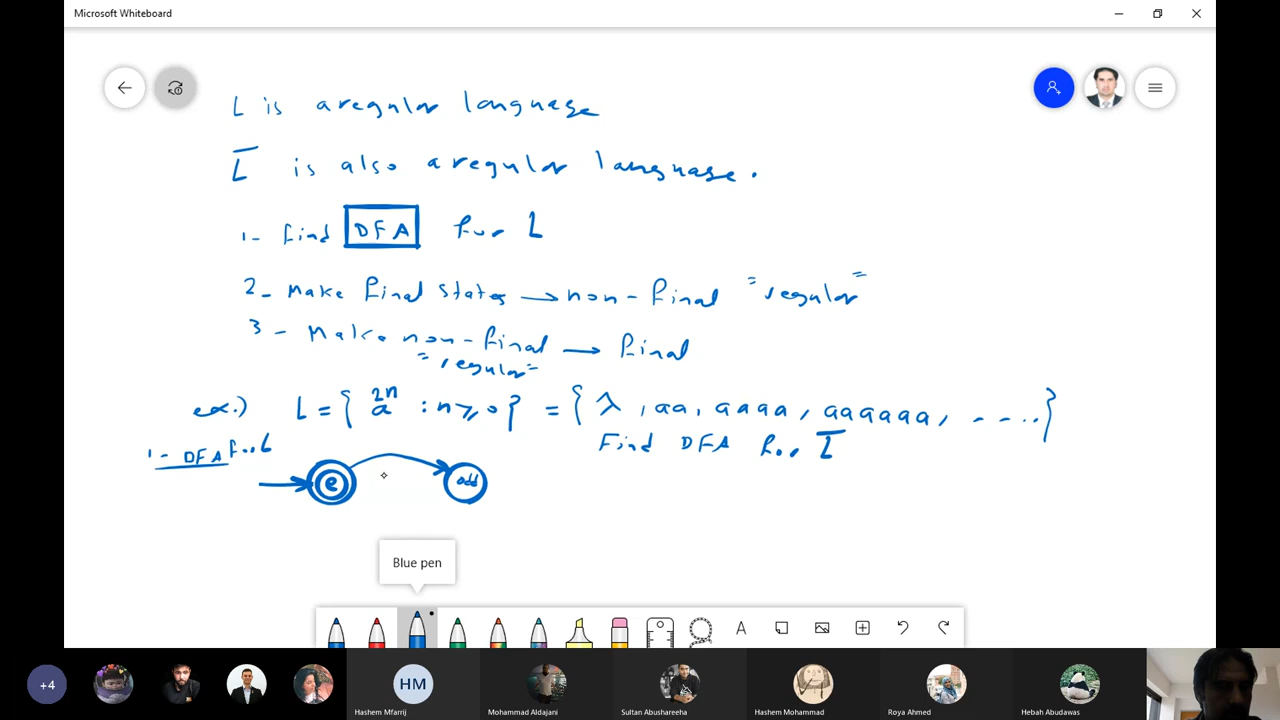 Microsoft Whiteboard
L is a regular language
L̅ is also a regular language.
1- find DFA for L
2- Make final states → non-final "regular"
3- Make non-final → final
"regular"
ex.) L = { a²ⁿ : n ≥ 0 } = { λ, aa, aaaa, aaaaaa, ----.. }
Find DFA for L̅
1- DFA for L
e odd
Blue pen
A
+4 HM
Hashem Mfarrij Mohammad Aldajani Sultan Abushareeha Hashem Mohammad Roya Ahmed Hebah Abudawas